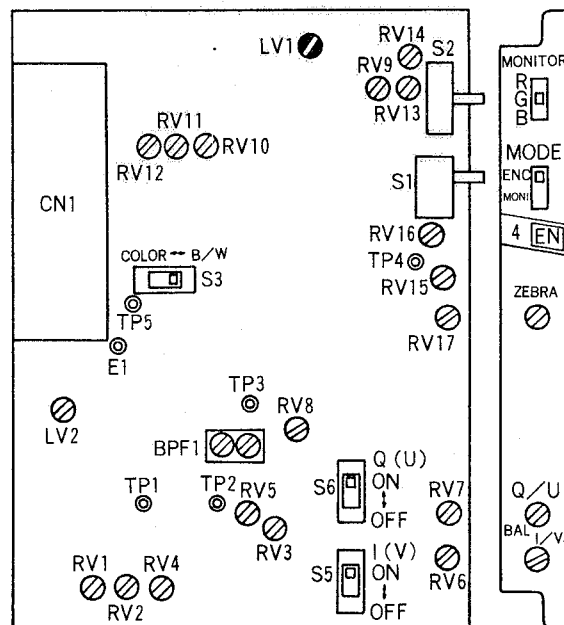 LV1
RV14
S2
RV9
RV13
MONITOR
R
G
B
RV11
RV10
RV12
MODE
ENC
MONI
CN1
S1
RV16
4 EN
TP4
COLOR ↔ B/W
S3
RV15
ZEBRA
TP5
RV17
E1
TP3
RV8
LV2
BPF1
Q (U)
S6
ON
OFF
TP1
TP2
RV5
RV7
Q/U
RV3
BAL
I/V
I (V)
S5
ON
OFF
RV6
RV1
RV4
RV2